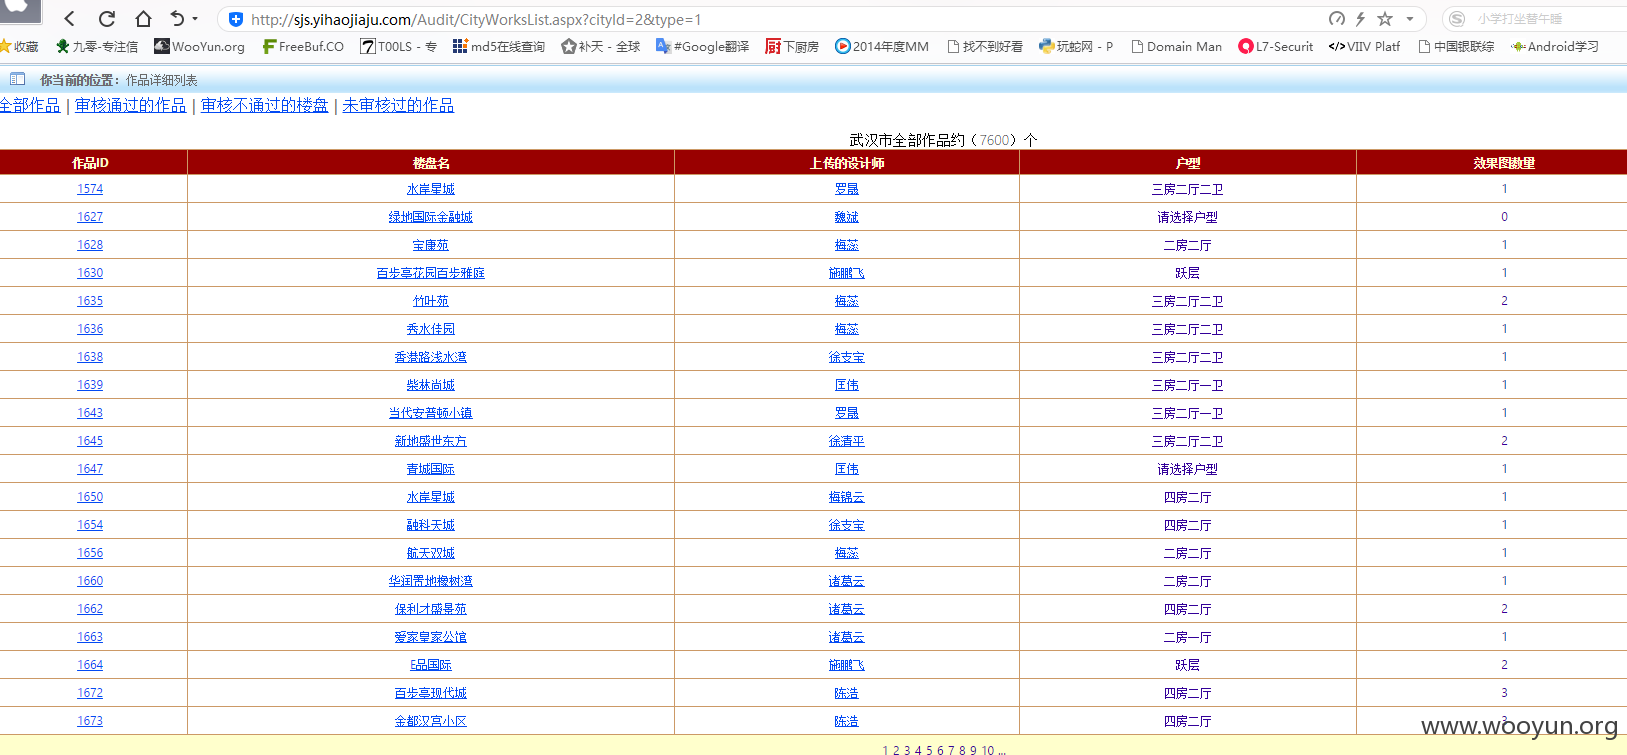 http://sjs.yihaojiaju.com/Audit/CityWorksList.aspx?cityId=2&type=1 小学打坐替午睡
收藏 九零-专注信 WooYun.org FreeBuf.CO T00LS - 专 md5在线查询 补天 - 全球 #Google翻译 下厨房 2014年度MM 找不到好看 玩蛇网 - P Domain Man L7-Securit VIIV Platf 中国银联综 Android学习
你当前的位置：作品详细列表
全部作品 | 审核通过的作品 | 审核不通过的楼盘 | 未审核过的作品
武汉市全部作品约（7600）个
作品ID 楼盘名 上传的设计师 户型 效果图数量
1574 水岸星城 罗晟 三房二厅二卫 1
1627 绿地国际金融城 魏斌 请选择户型 0
1628 宝康苑 梅蕊 二房二厅 1
1630 百步亭花园百步雅庭 施鹏飞 跃层 1
1635 竹叶苑 梅蕊 三房二厅二卫 2
1636 秀水佳园 梅蕊 三房二厅二卫 1
1638 香港路浅水湾 徐支宝 三房二厅二卫 1
1639 柴林尚城 匡伟 三房二厅一卫 1
1643 当代安普顿小镇 罗晟 三房二厅一卫 1
1645 新地盛世东方 徐清平 三房二厅二卫 2
1647 青城国际 匡伟 请选择户型 1
1650 水岸星城 梅锦云 四房二厅 1
1654 融科天城 徐支宝 四房二厅 1
1656 航天双城 梅蕊 二房二厅 1
1660 华润置地橡树湾 诸葛云 二房二厅 1
1662 保利才盛景苑 诸葛云 四房二厅 2
1663 爱家皇家公馆 诸葛云 二房一厅 1
1664 E品国际 施鹏飞 跃层 2
1672 百步亭现代城 陈浩 四房二厅 3
1673 金都汉宫小区 陈浩 四房二厅 3
www.wooyun.org
1 2 3 4 5 6 7 8 9 10 ...